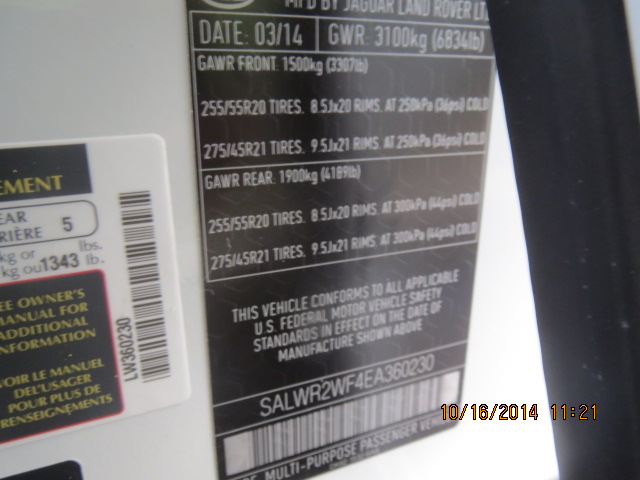 MFD BY JAGUAR LAND ROVER LT
DATE: 03/14 GWR: 3100kg (6834lb)
GAWR FRONT: 1500kg (3307lb)
255/55R20 TIRES. 8.5Jx20 RIMS. AT 250kPa (36psi) COLD
275/45R21 TIRES. 9.5Jx21 RIMS. AT 250kPa (36psi) COLD
GAWR REAR: 1900kg (4189lb)
255/55R20 TIRES. 8.5Jx20 RIMS. AT 300kPa (44psi) COLD
275/45R21 TIRES. 9.5Jx21 RIMS. AT 300kPa (44psi) COLD
THIS VEHICLE CONFORMS TO ALL APPLICABLE
U.S. FEDERAL MOTOR VEHICLE SAFETY
STANDARDS IN EFFECT ON THE DATE OF
MANUFACTURE SHOWN ABOVE
SALWR2WF4EA360230
MULTI-PURPOSE PASSENGER VEH
EMENT
EAR
RIÈRE 5
kg or lbs.
kg ou 1343 lb.
EE OWNER'S
MANUAL FOR
ADDITIONAL
INFORMATION
VOIR LE MANUEL
DEL'USAGER
POUR PLUS DE
RENSEIGNEMENTS
LW360230
10/16/2014 11:21